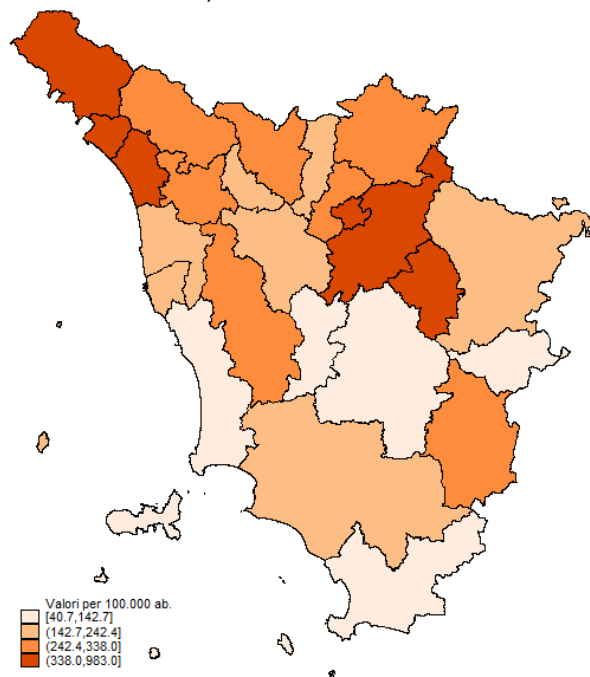 Valori per 100.000 ab.
[40.7,142.7]
(142.7,242.4]
(242.4,338.0]
(338.0,983.0]